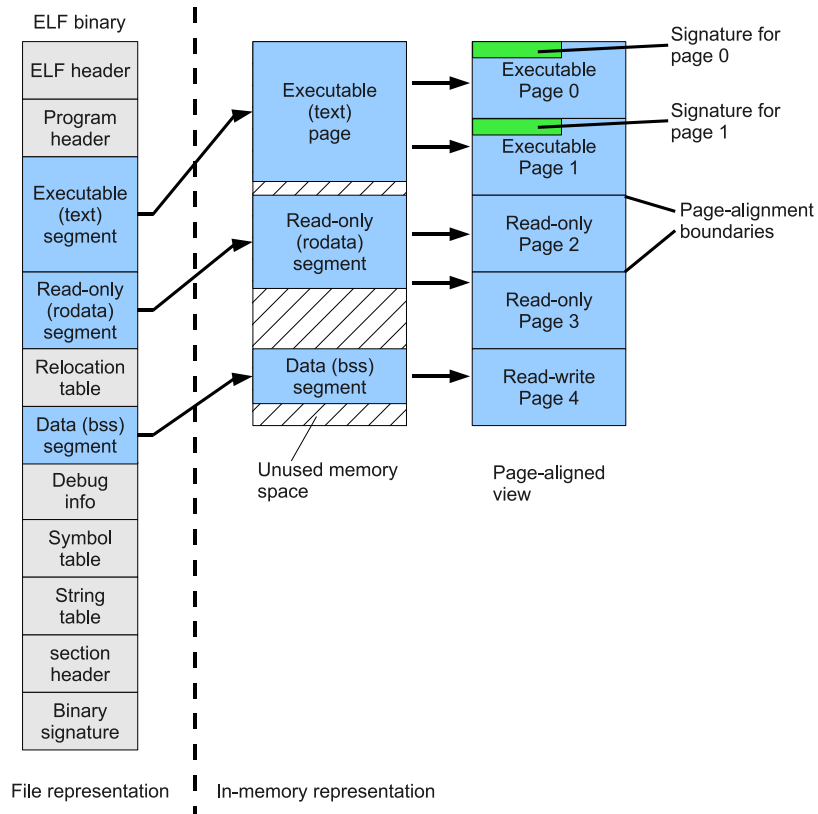 ELF binary
ELF header
Program
header
Executable
(text)
segment
Read-only
(rodata)
segment
Relocation
table
Data (bss)
segment
Debug
info
Symbol
table
String
table
section
header
Binary
signature
File representation
Executable
(text)
page
Read-only
(rodata)
segment
Data (bss)
segment
Unused memory
space
In-memory representation
Executable
Page 0
Executable
Page 1
Read-only
Page 2
Read-only
Page 3
Read-write
Page 4
Page-aligned
view
Signature for
page 0
Signature for
page 1
Page-alignment
boundaries